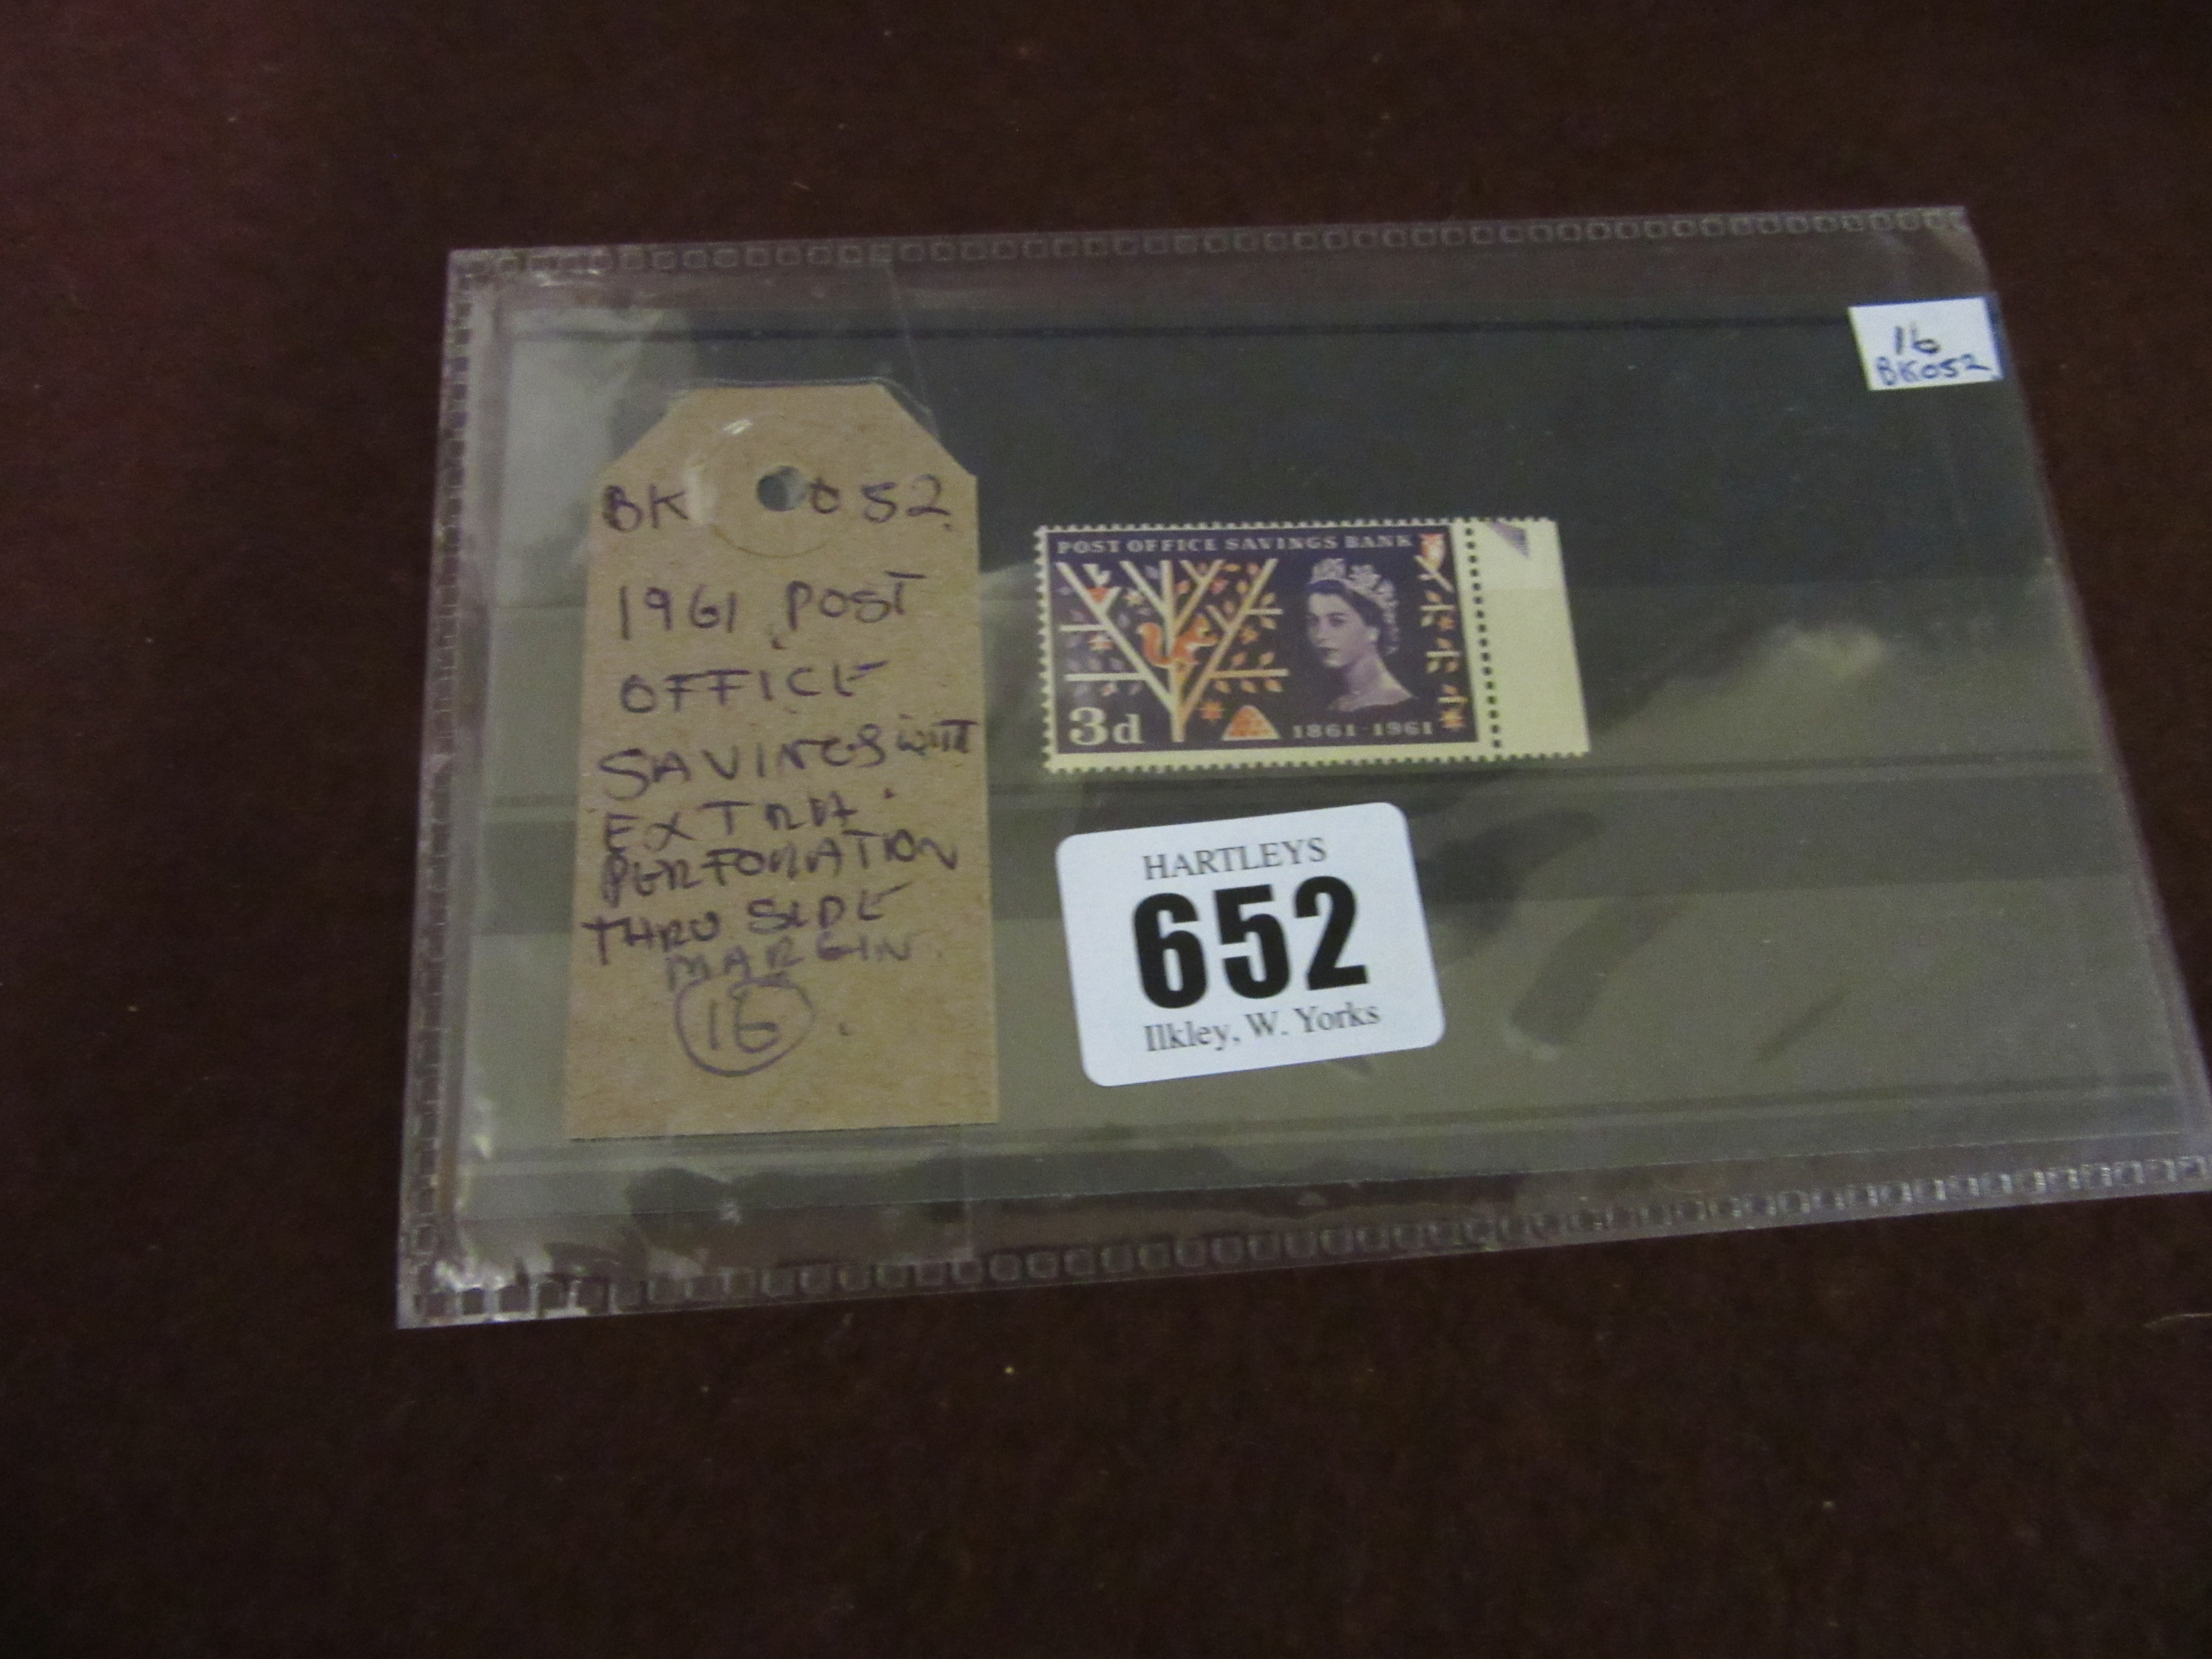 BK 052
1961 POST
OFFICE
SAVINGS WITH
EXTRA
PERFORATION
THRU SIDE
MARGIN.
16
POST OFFICE SAVINGS BANK
3d
1861-1961
HARTLEYS
652
Ilkley, W. Yorks
16
BK052